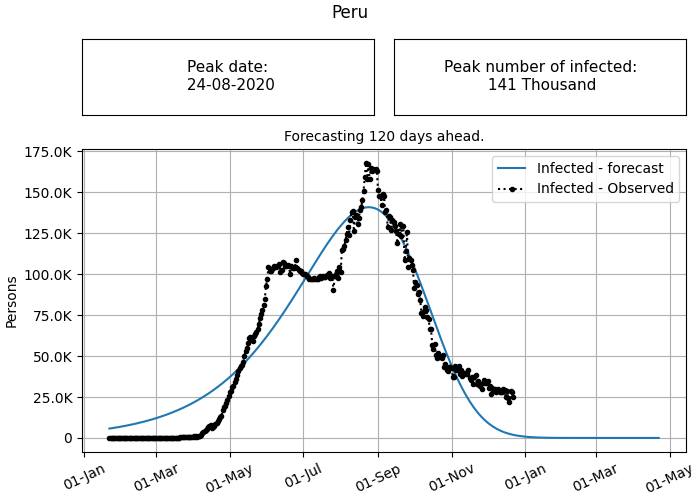 Peru
Peak date:
24-08-2020
Peak number of infected:
141 Thousand
Forecasting 120 days ahead.
Infected - forecast
Infected - Observed
Persons
175.0K
150.0K
125.0K
100.0K
75.0K
50.0K
25.0K
0
01-Jan
01-Mar
01-May
01-Jul
01-Sep
01-Nov
01-Jan
01-Mar
01-May